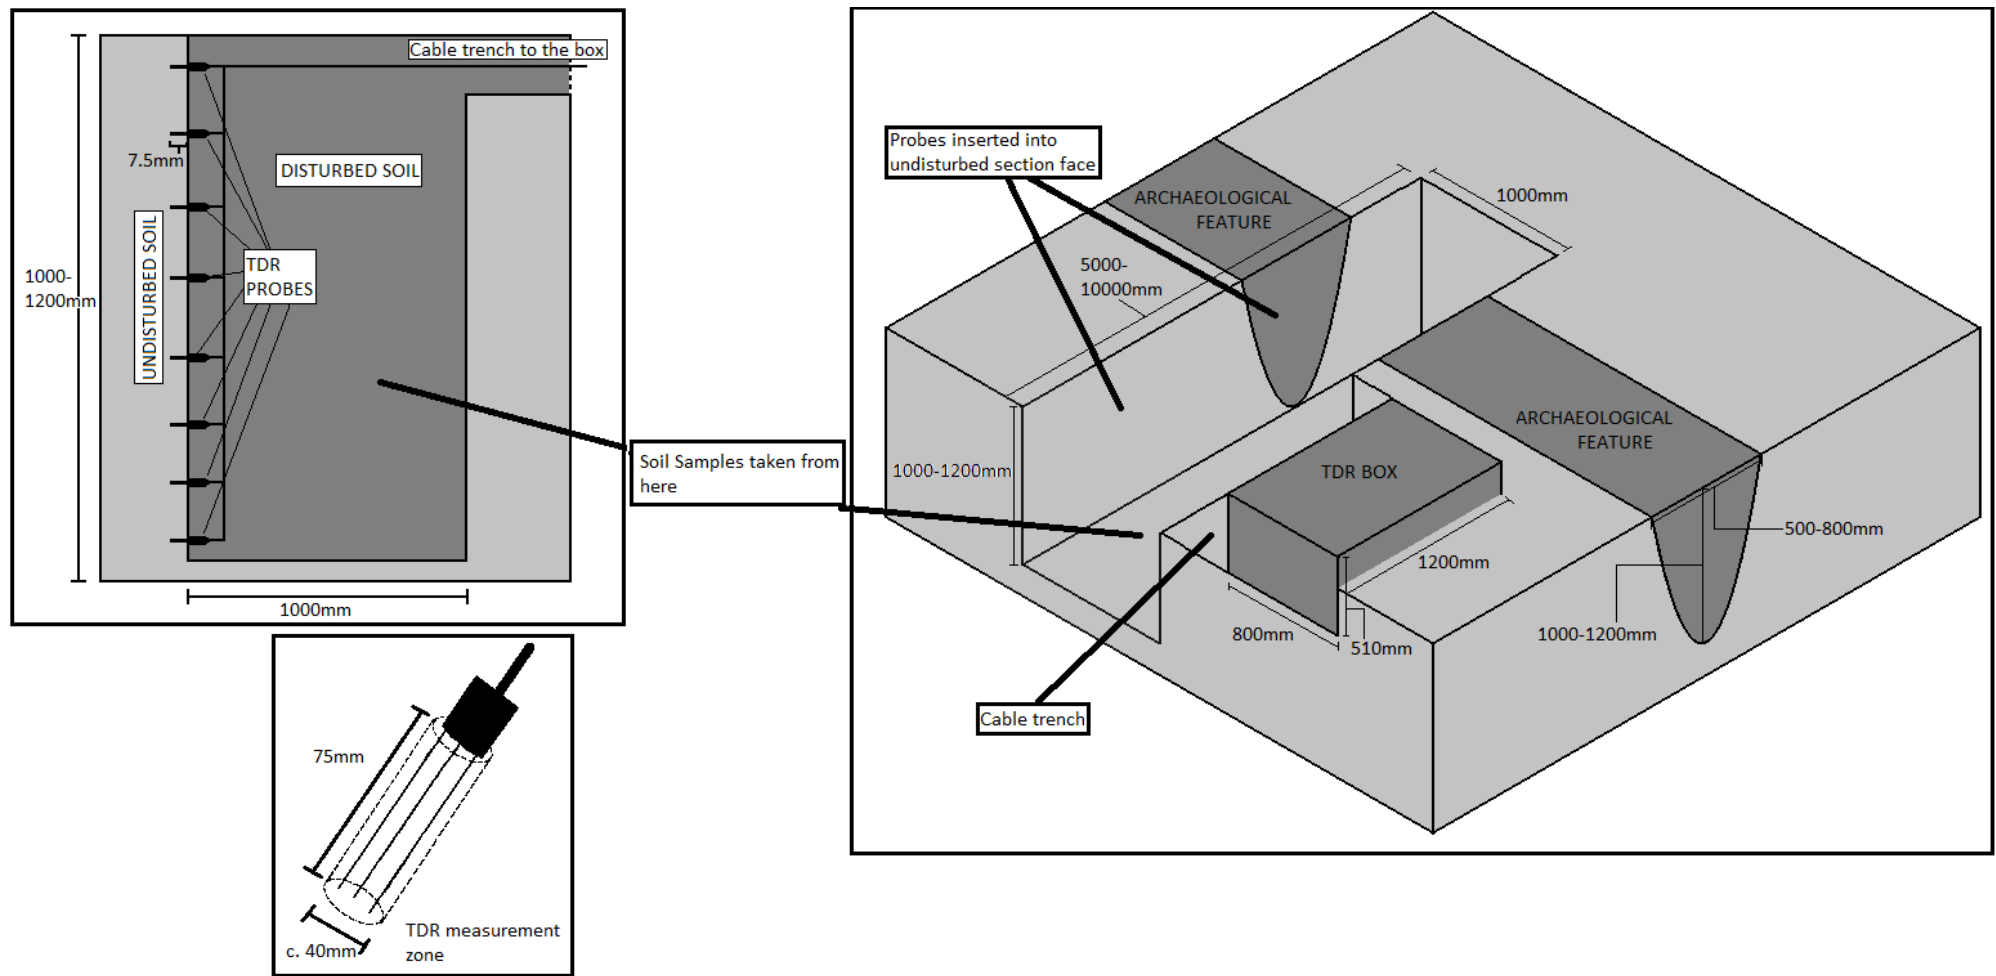 Cable trench to the box
7.5mm
DISTURBED SOIL
UNDISTURBED SOIL
TDR
PROBES
1000-
1200mm
1000mm
Soil Samples taken from
here
75mm
c. 40mm
TDR measurement
zone
Probes inserted into
undisturbed section face
ARCHAEOLOGICAL
FEATURE
1000mm
5000-
10000mm
ARCHAEOLOGICAL
FEATURE
1000-1200mm
TDR BOX
500-800mm
1200mm
800mm
510mm
1000-1200mm
Cable trench